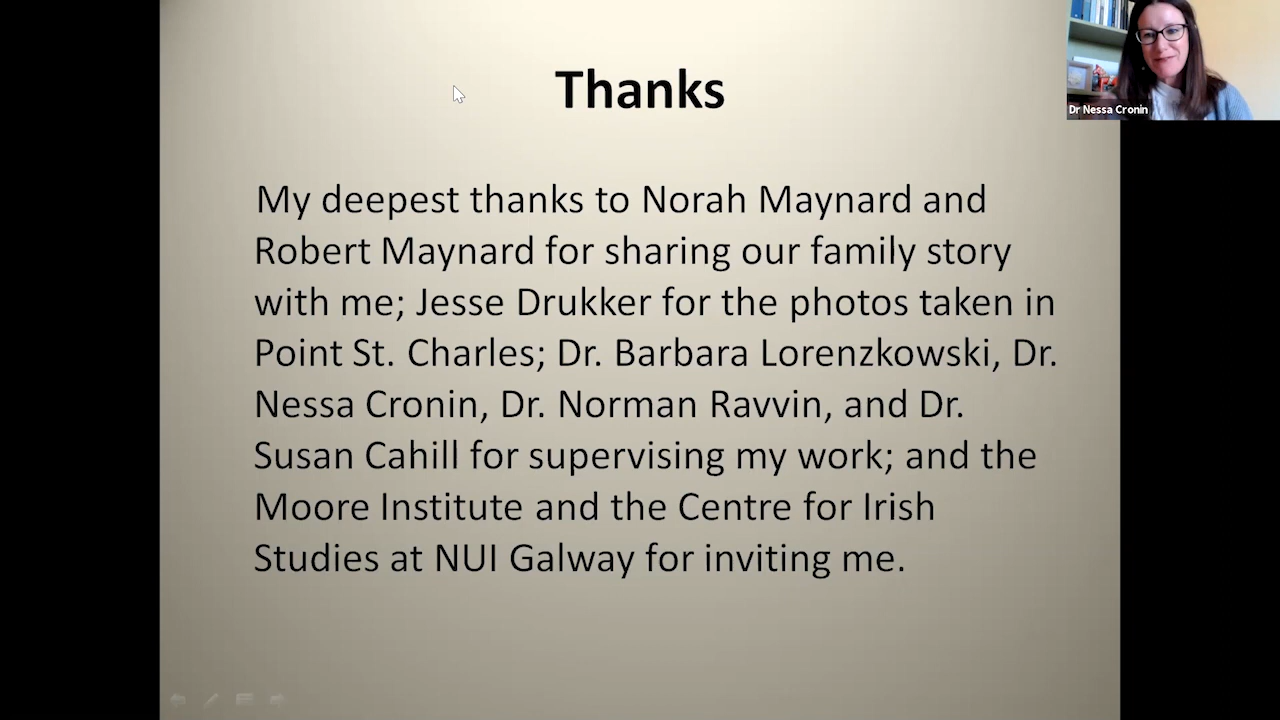 Thanks
Dr Nessa Cronin
My deepest thanks to Norah Maynard and
Robert Maynard for sharing our family story
with me; Jesse Drukker for the photos taken in
Point St. Charles; Dr. Barbara Lorenzkowski, Dr.
Nessa Cronin, Dr. Norman Ravvin, and Dr.
Susan Cahill for supervising my work; and the
Moore Institute and the Centre for Irish
Studies at NUI Galway for inviting me.